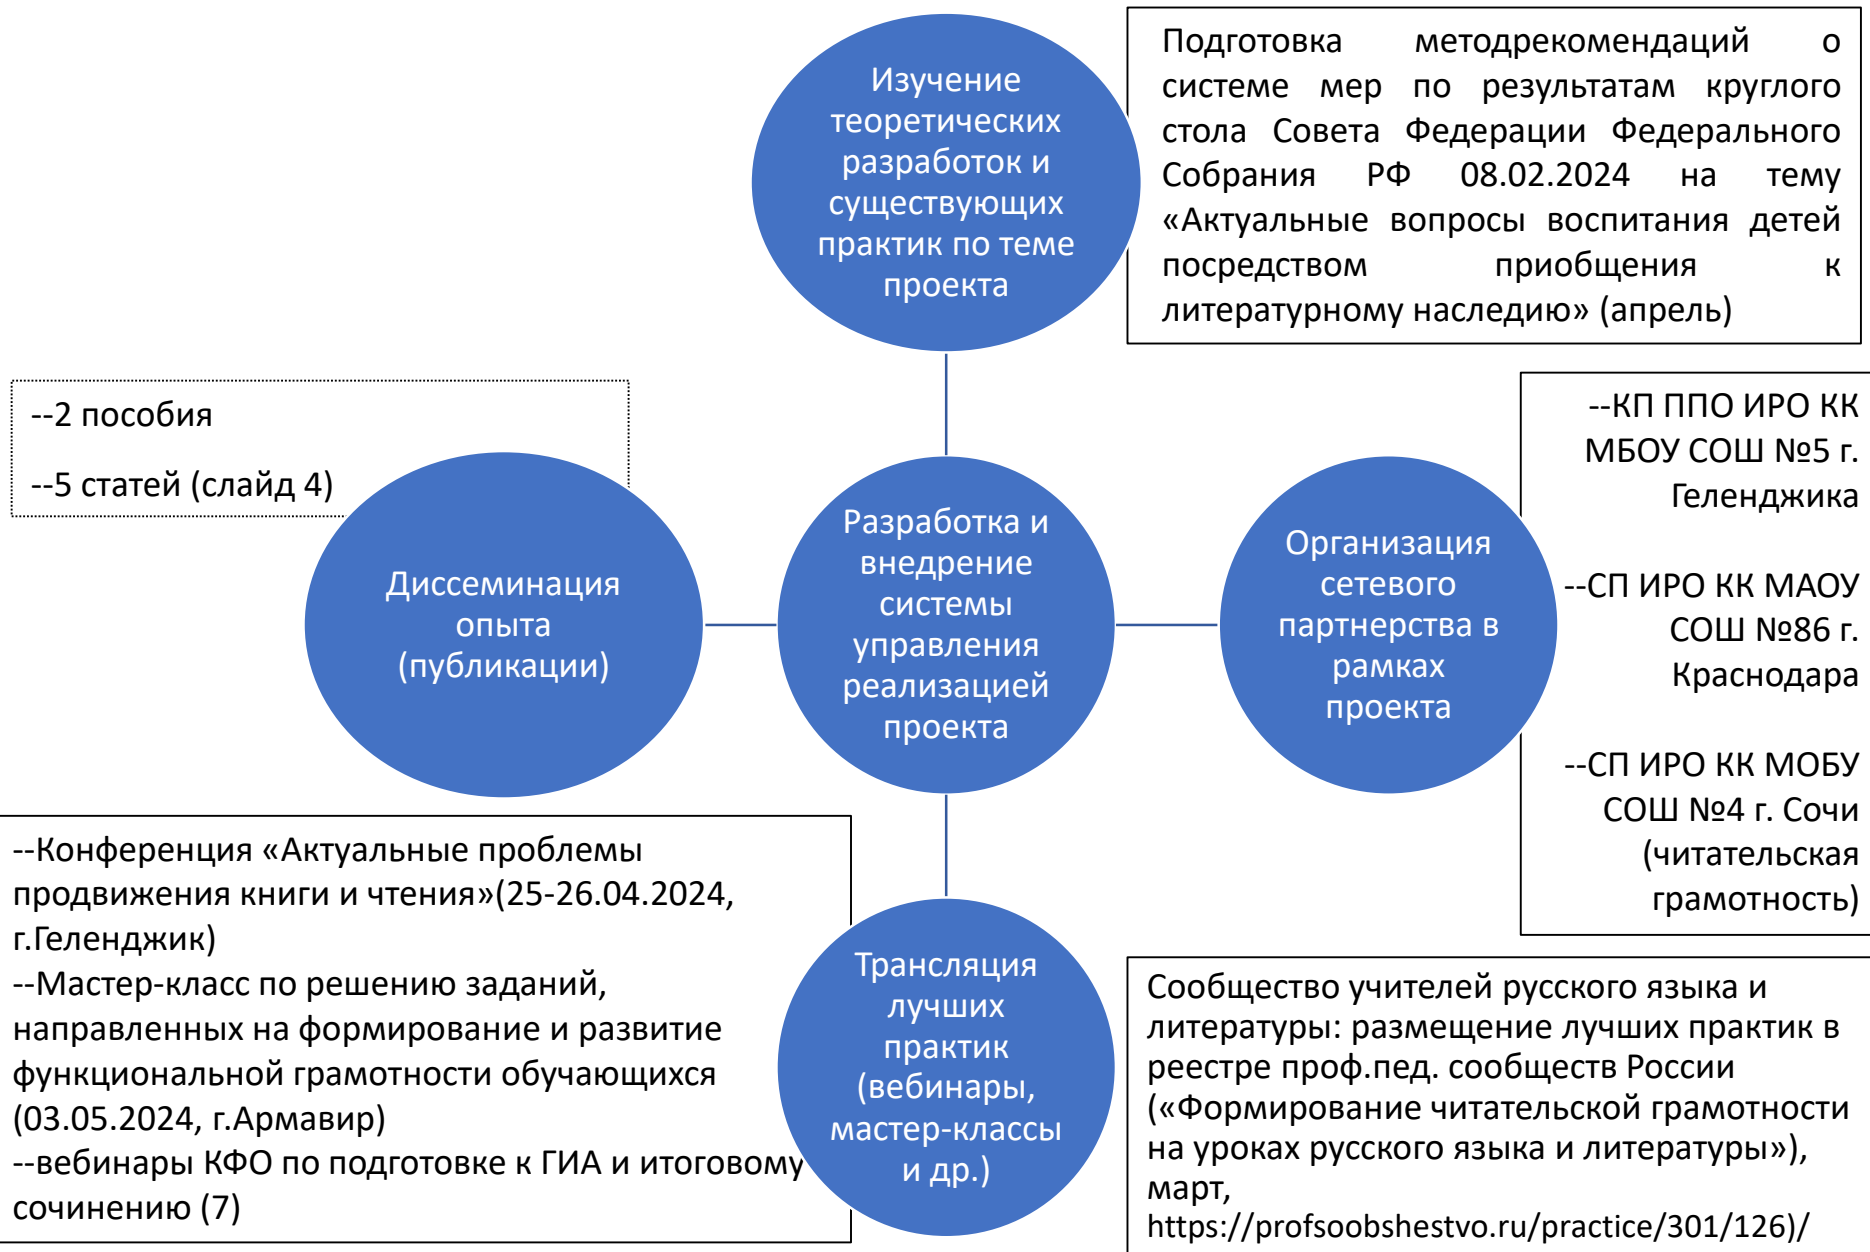 Изучение
теоретических
разработок и
существующих
практик по теме
проекта
Подготовка методрекомендаций о
системе мер по результатам круглого
стола Совета Федерации Федерального
Собрания РФ 08.02.2024 на тему
«Актуальные вопросы воспитания детей
посредством приобщения к
литературному наследию» (апрель)
--2 пособия
--5 статей (слайд 4)
Диссеминация
опыта
(публикации)
Разработка и
внедрение
системы
управления
реализацией
проекта
Организация
сетевого
партнерства в
рамках
проекта
--КП ППО ИРО КК
МБОУ СОШ №5 г.
Геленджика
--СП ИРО КК МАОУ
СОШ №86 г.
Краснодара
--СП ИРО КК МОБУ
СОШ №4 г. Сочи
(читательская
грамотность)
--Конференция «Актуальные проблемы
продвижения книги и чтения»(25-26.04.2024,
г.Геленджик)
--Мастер-класс по решению заданий,
направленных на формирование и развитие
функциональной грамотности обучающихся
(03.05.2024, г.Армавир)
--вебинары КФО по подготовке к ГИА и итоговому
сочинению (7)
Трансляция
лучших
практик
(вебинары,
мастер-классы
и др.)
Сообщество учителей русского языка и
литературы: размещение лучших практик в
реестре проф.пед. сообществ России
(«Формирование читательской грамотности
на уроках русского языка и литературы»),
март,
https://profsoobshestvo.ru/practice/301/126)/